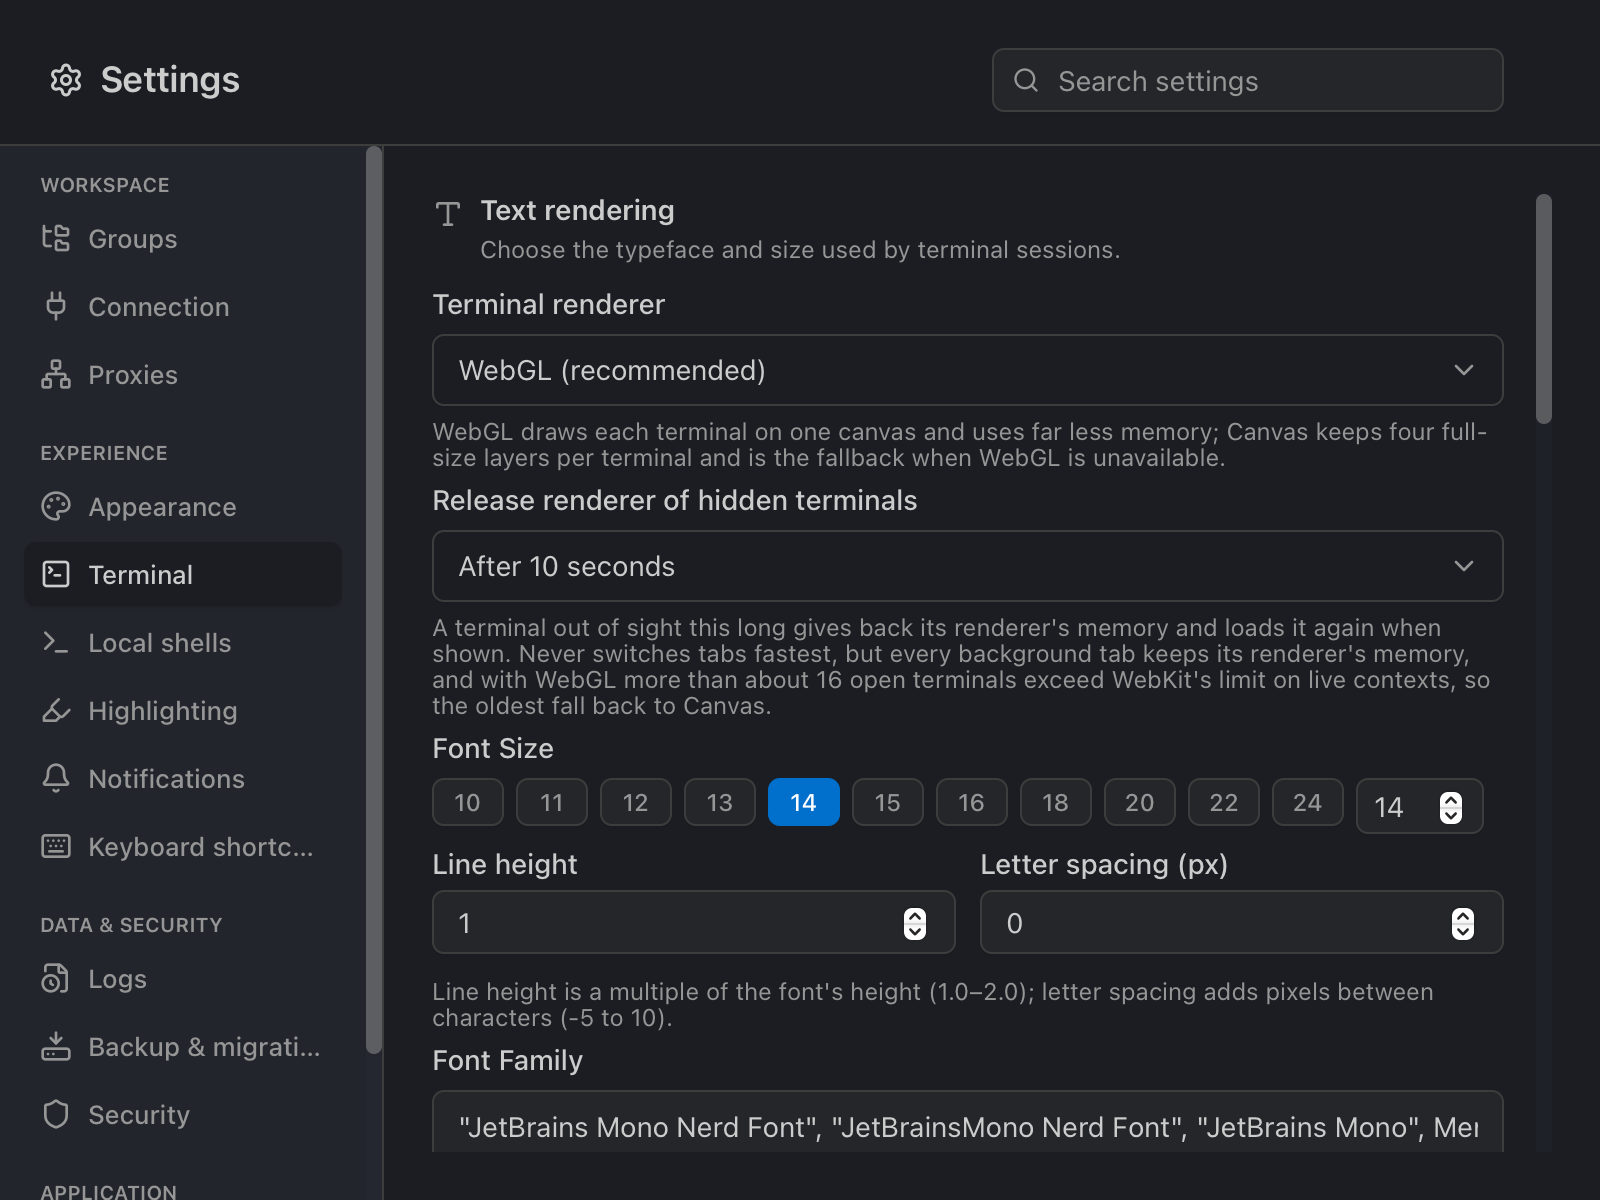 Settings
Search settings
WORKSPACE
Groups
Connection
Proxies
EXPERIENCE
Appearance
Terminal
Local shells
Highlighting
Notifications
Keyboard shortc...
DATA & SECURITY
Logs
Backup & migrati...
Security
APPLICATION
Text rendering
Choose the typeface and size used by terminal sessions.
Terminal renderer
WebGL (recommended)
WebGL draws each terminal on one canvas and uses far less memory; Canvas keeps four full-
size layers per terminal and is the fallback when WebGL is unavailable.
Release renderer of hidden terminals
After 10 seconds
A terminal out of sight this long gives back its renderer's memory and loads it again when
shown. Never switches tabs fastest, but every background tab keeps its renderer's memory,
and with WebGL more than about 16 open terminals exceed WebKit's limit on live contexts, so
the oldest fall back to Canvas.
Font Size
10 11 12 13 14 15 16 18 20 22 24 14
Line height Letter spacing (px)
1 0
Line height is a multiple of the font's height (1.0–2.0); letter spacing adds pixels between
characters (-5 to 10).
Font Family
"JetBrains Mono Nerd Font", "JetBrainsMono Nerd Font", "JetBrains Mono",